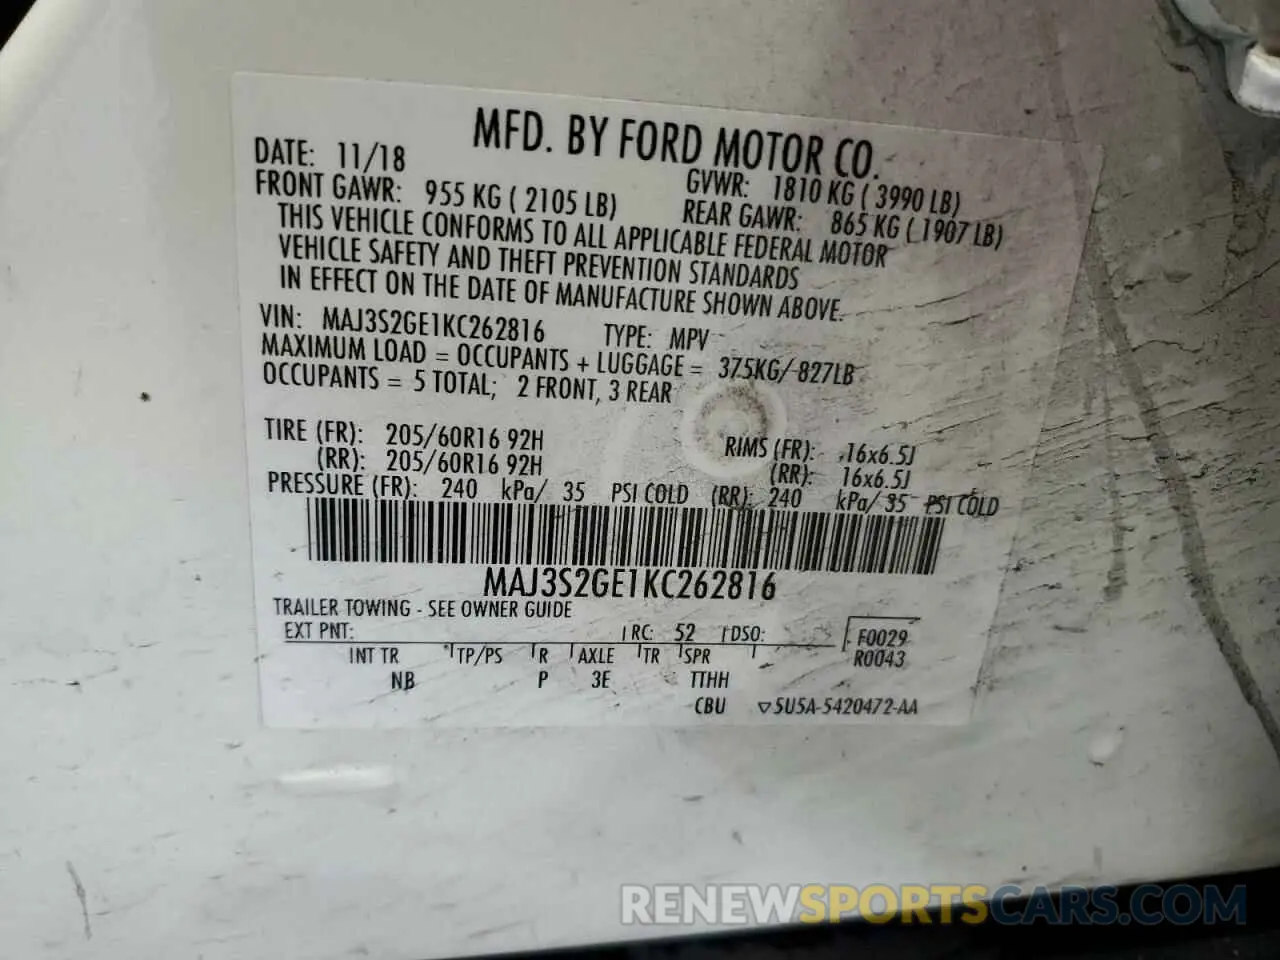 MFD. BY FORD MOTOR CO.
DATE: 11/18 GVWR: 1810 KG ( 3990 LB)
FRONT GAWR: 955 KG ( 2105 LB) REAR GAWR: 865 KG ( 1907 LB)
THIS VEHICLE CONFORMS TO ALL APPLICABLE FEDERAL MOTOR
VEHICLE SAFETY AND THEFT PREVENTION STANDARDS
IN EFFECT ON THE DATE OF MANUFACTURE SHOWN ABOVE.
VIN: MAJ3S2GE1KC262816 TYPE: MPV
MAXIMUM LOAD = OCCUPANTS + LUGGAGE = 375KG/ 827LB
OCCUPANTS = 5 TOTAL; 2 FRONT, 3 REAR
TIRE (FR): 205/60R16 92H RIMS (FR): 16x6.5J
(RR): 205/60R16 92H (RR): 16x6.5J
PRESSURE (FR): 240 kPa/ 35 PSI COLD (RR): 240 kPa/ 35 PSI COLD
MAJ3S2GE1KC262816
TRAILER TOWING - SEE OWNER GUIDE
EXT PNT: RC: 52 DSO: F0029
INT TR TP/PS R AXLE TR SPR R0043
NB P 3E TTHH
CBU ▽5U5A-5420472-AA
RENEWSPORTSCARS.COM